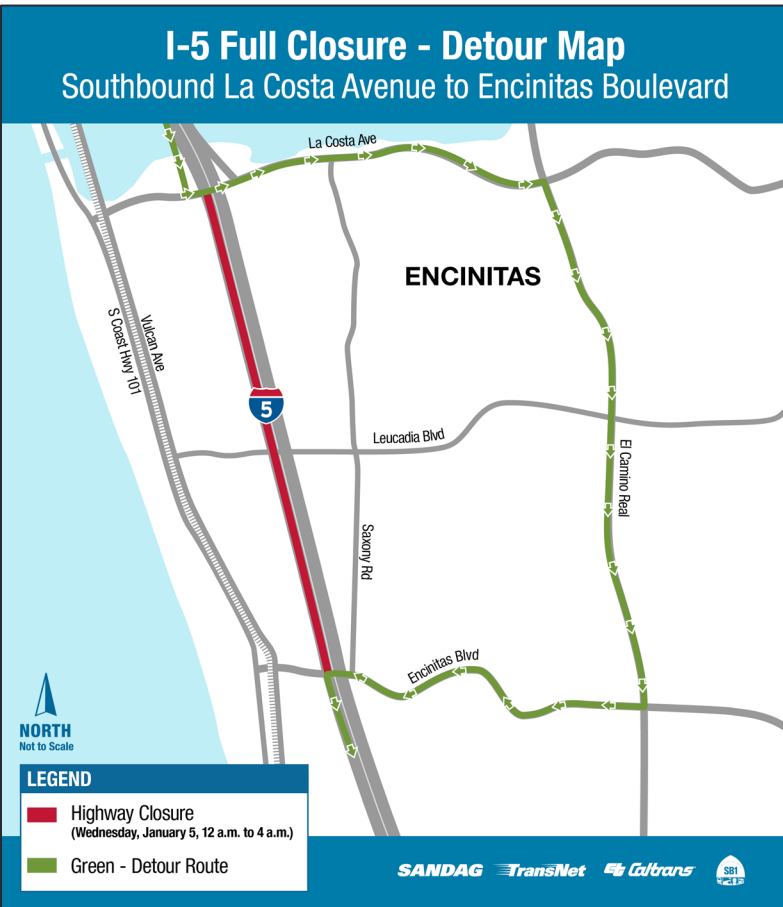 I-5 Full Closure - Detour Map
Southbound La Costa Avenue to Encinitas Boulevard
La Costa Ave
ENCINITAS
Vulcan Ave
S Coast Hwy 101
5
Leucadia Blvd
El Camino Real
Saxony Rd
Encinitas Blvd
NORTH
Not to Scale
LEGEND
Highway Closure
(Wednesday, January 5, 12 a.m. to 4 a.m.)
Green - Detour Route
SANDAG TransNet Caltrans SB1